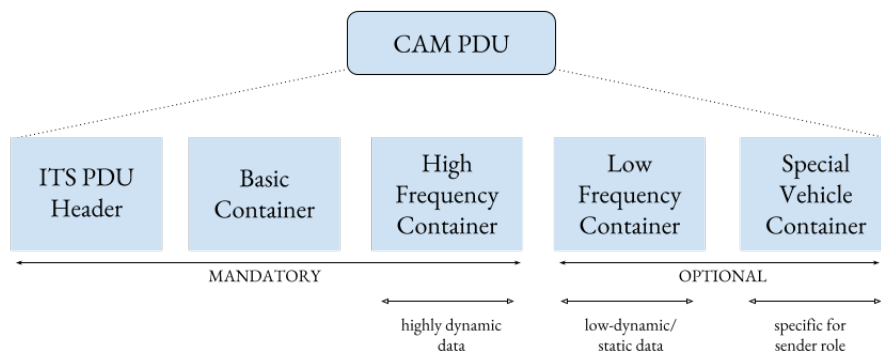 CAM PDU
ITS PDU
Header
Basic
Container
High
Frequency
Container
Low
Frequency
Container
Special
Vehicle
Container
MANDATORY
OPTIONAL
highly dynamic
data
low-dynamic/
static data
specific for
sender role